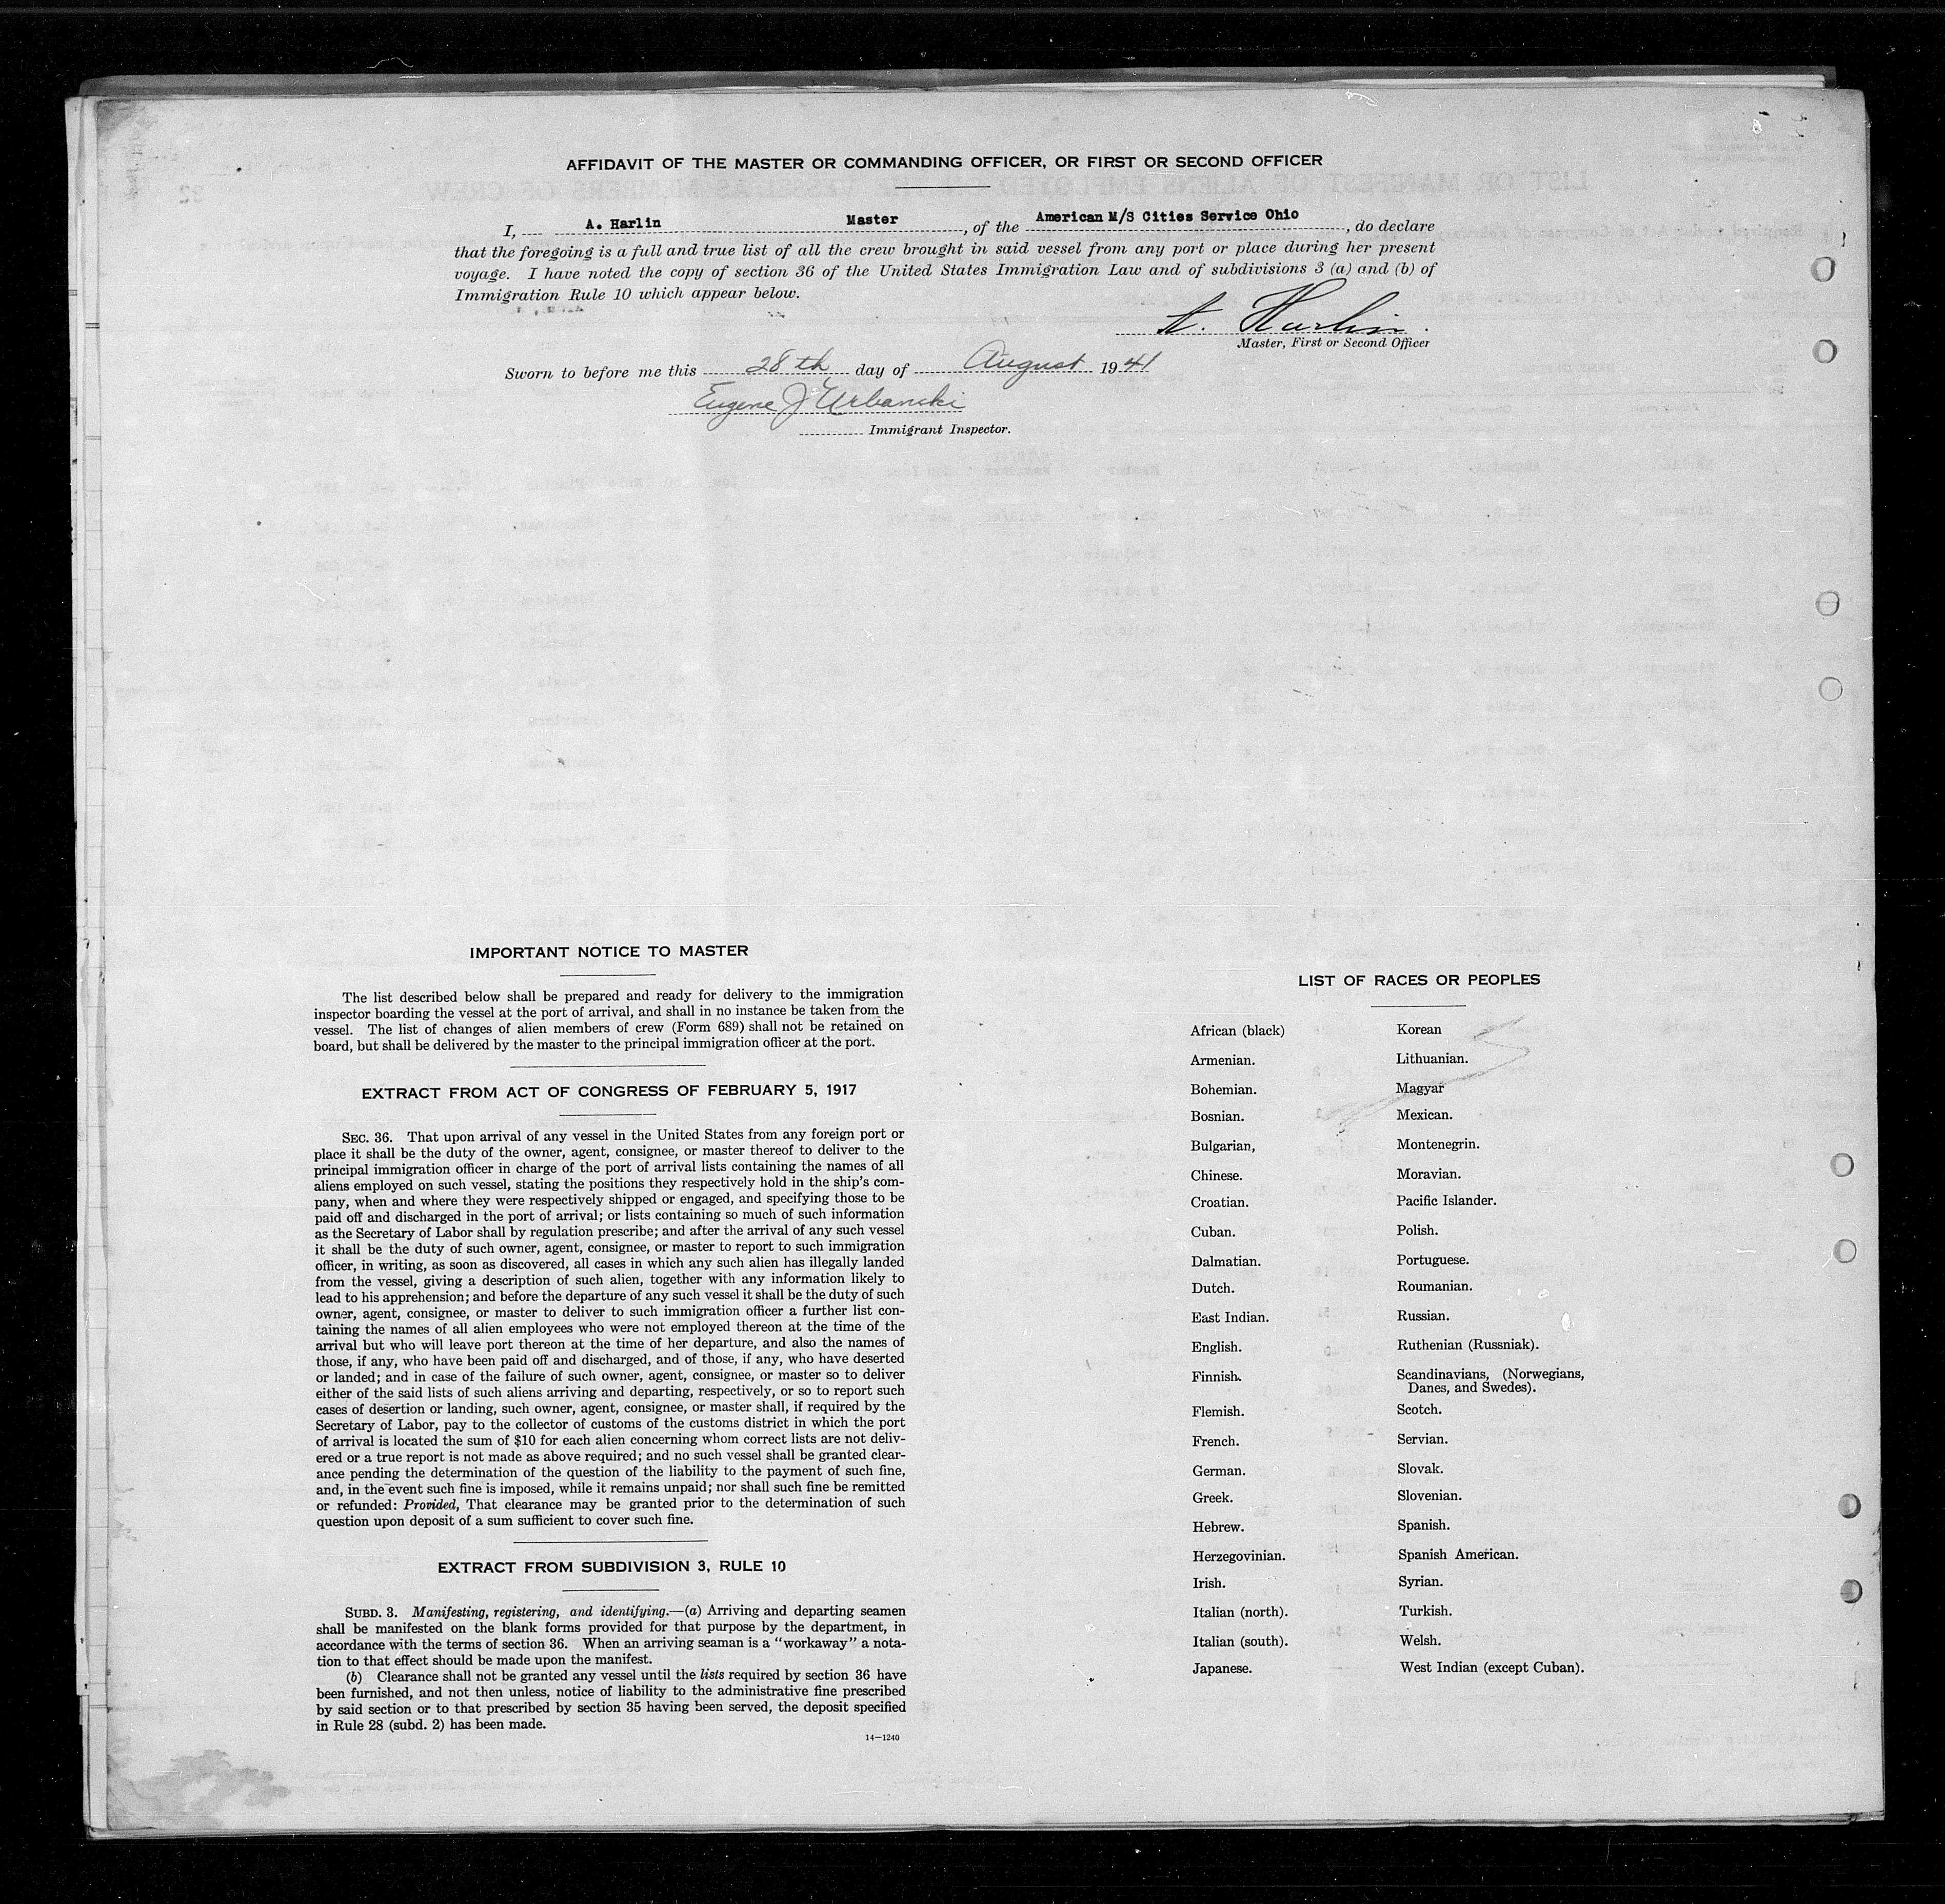 AFFIDAVIT OF THE MASTER OR COMMANDING OFFICER, OR FIRST OR SECOND OFFICER
I, A. Harlin Master, of the American M/S Cities Service Ohio, do declare
that the foregoing is a full and true list of all the crew brought in said vessel from any port or place during her present
voyage. I have noted the copy of section 36 of the United States Immigration Law and of subdivisions 3 (a) and (b) of
Immigration Rule 10 which appear below.
A. Harlin.
Master, First or Second Officer
Sworn to before me this 28th day of August 1941
Eugene J Urbanski
Immigrant Inspector.
IMPORTANT NOTICE TO MASTER
The list described below shall be prepared and ready for delivery to the immigration
inspector boarding the vessel at the port of arrival, and shall in no instance be taken from the
vessel. The list of changes of alien members of crew (Form 689) shall not be retained on
board, but shall be delivered by the master to the principal immigration officer at the port.
EXTRACT FROM ACT OF CONGRESS OF FEBRUARY 5, 1917
SEC. 36. That upon arrival of any vessel in the United States from any foreign port or
place it shall be the duty of the owner, agent, consignee, or master thereof to deliver to the
principal immigration officer in charge of the port of arrival lists containing the names of all
aliens employed on such vessel, stating the positions they respectively hold in the ship's com-
pany, when and where they were respectively shipped or engaged, and specifying those to be
paid off and discharged in the port of arrival; or lists containing so much of such information
as the Secretary of Labor shall by regulation prescribe; and after the arrival of any such vessel
it shall be the duty of such owner, agent, consignee, or master to report to such immigration
officer, in writing, as soon as discovered, all cases in which any such alien has illegally landed
from the vessel, giving a description of such alien, together with any information likely to
lead to his apprehension; and before the departure of any such vessel it shall be the duty of such
owner, agent, consignee, or master to deliver to such immigration officer a further list con-
taining the names of all alien employees who were not employed thereon at the time of the
arrival but who will leave port thereon at the time of her departure, and also the names of
those, if any, who have been paid off and discharged, and of those, if any, who have deserted
or landed; and in case of the failure of such owner, agent, consignee, or master so to deliver
either of the said lists of such aliens arriving and departing, respectively, or so to report such
cases of desertion or landing, such owner, agent, consignee, or master shall, if required by the
Secretary of Labor, pay to the collector of customs of the customs district in which the port
of arrival is located the sum of $10 for each alien concerning whom correct lists are not deliv-
ered or a true report is not made as above required; and no such vessel shall be granted clear-
ance pending the determination of the question of the liability to the payment of such fine,
and, in the event such fine is imposed, while it remains unpaid; nor shall such fine be remitted
or refunded: Provided, That clearance may be granted prior to the determination of such
question upon deposit of a sum sufficient to cover such fine.
EXTRACT FROM SUBDIVISION 3, RULE 10
SUBD. 3. Manifesting, registering, and identifying.—(a) Arriving and departing seamen
shall be manifested on the blank forms provided for that purpose by the department, in
accordance with the terms of section 36. When an arriving seaman is a "workaway" a nota-
tion to that effect should be made upon the manifest.
(b) Clearance shall not be granted any vessel until the lists required by section 36 have
been furnished, and not then unless, notice of liability to the administrative fine prescribed
by said section or to that prescribed by section 35 having been served, the deposit specified
in Rule 28 (subd. 2) has been made.
14—1240
LIST OF RACES OR PEOPLES
African (black)
Armenian.
Bohemian.
Bosnian.
Bulgarian,
Chinese.
Croatian.
Cuban.
Dalmatian.
Dutch.
East Indian.
English.
Finnish.
Flemish.
French.
German.
Greek.
Hebrew.
Herzegovinian.
Irish.
Italian (north).
Italian (south).
Japanese.
Korean
Lithuanian.
Magyar
Mexican.
Montenegrin.
Moravian.
Pacific Islander.
Polish.
Portuguese.
Roumanian.
Russian.
Ruthenian (Russniak).
Scandinavians, (Norwegians,
Danes, and Swedes).
Scotch.
Servian.
Slovak.
Slovenian.
Spanish.
Spanish American.
Syrian.
Turkish.
Welsh.
West Indian (except Cuban).